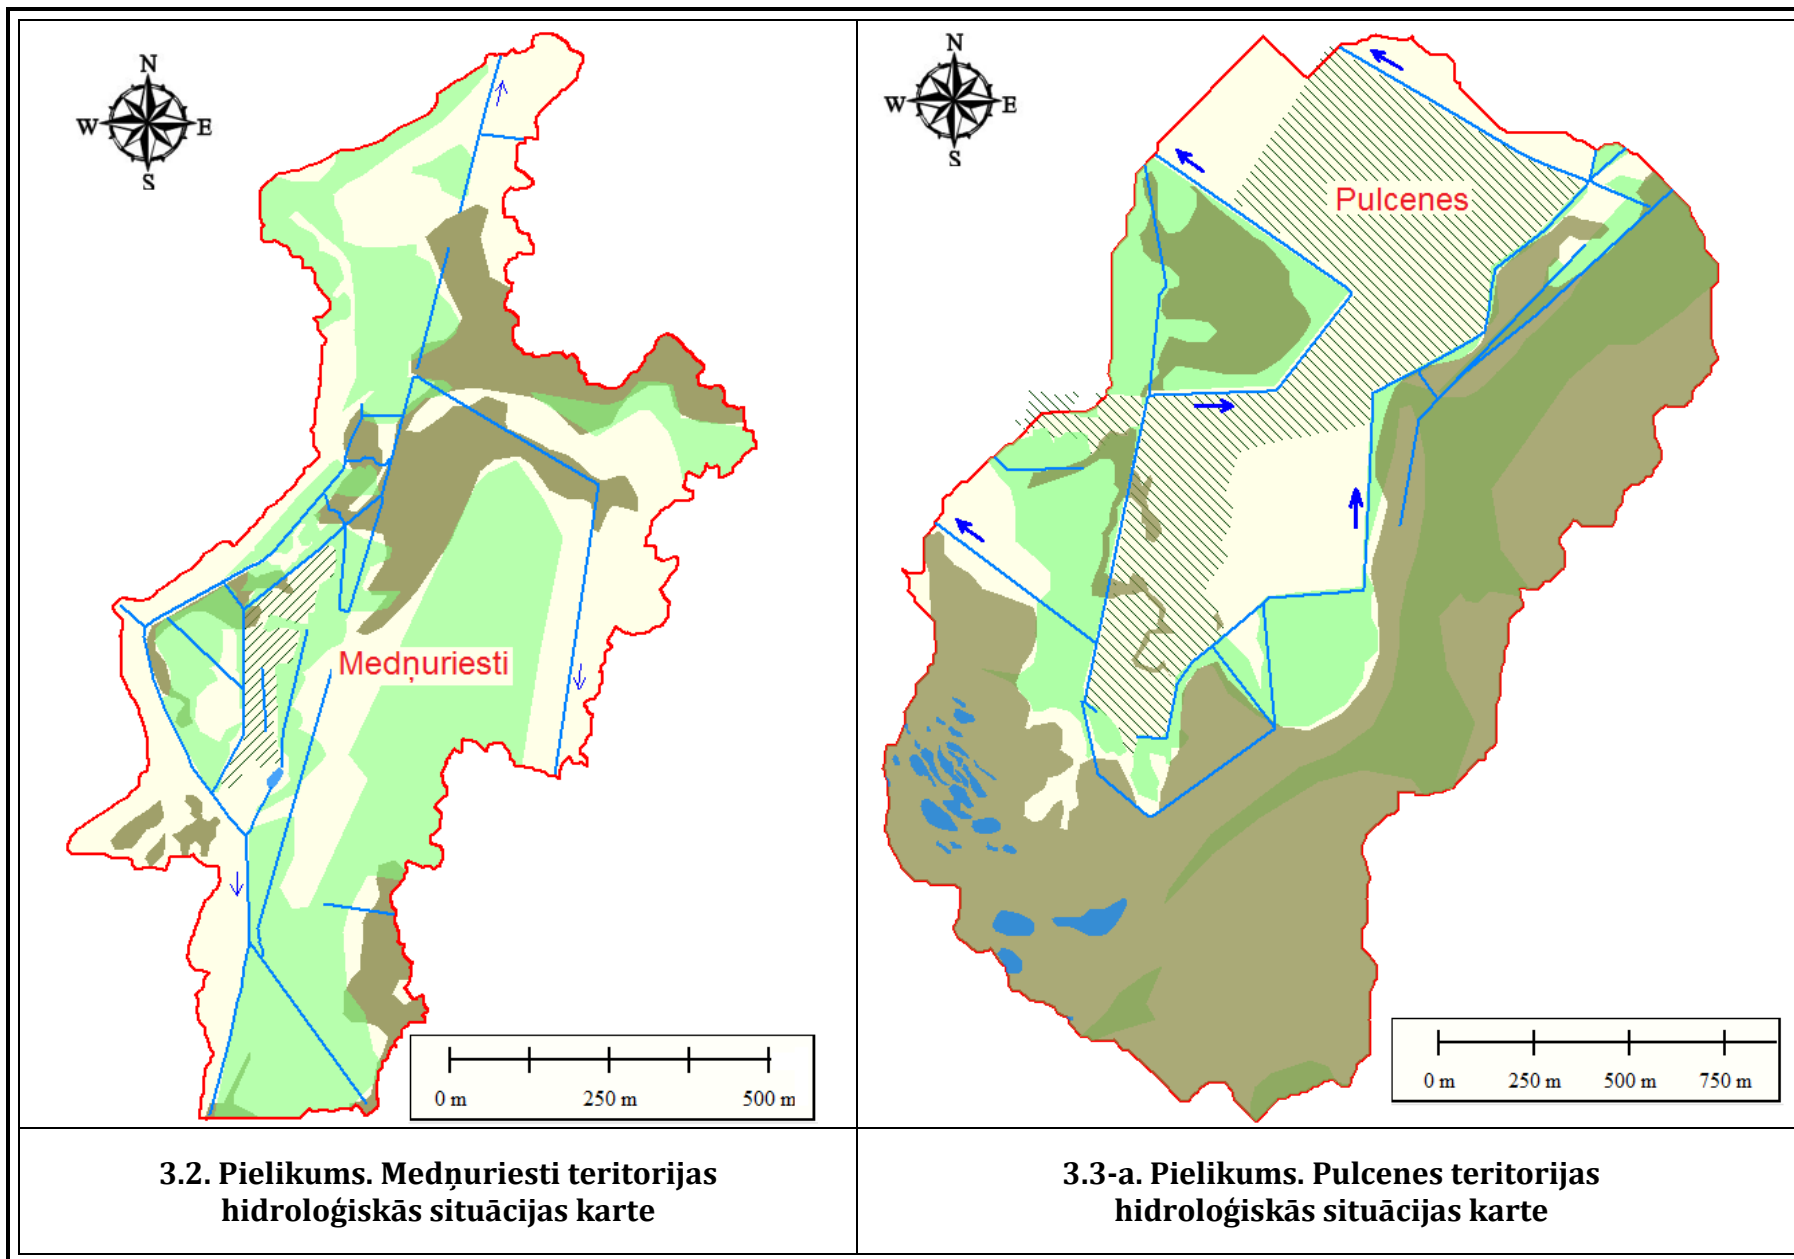 N
W
E
S
Medņuriesti
0 m
250 m
500 m
3.2. Pielikums. Medņuriesti teritorijas
hidroloģiskās situācijas karte
N
W
E
S
Pulcenes
0 m
250 m
500 m
750 m
3.3-a. Pielikums. Pulcenes teritorijas
hidroloģiskās situācijas karte